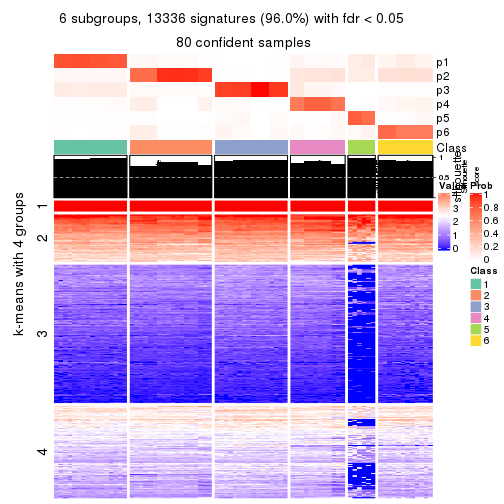 6 subgroups, 13336 signatures (96.0%) with fdr < 0.05
80 confident samples
p1
p2
p3
p4
p5
p6
Class
1
0.5
silhouette
k-means with 4 groups
1
2
3
4
Value
4
3
2
1
0
Prob
1
0.8
0.6
0.4
0.2
0
Class
1
2
3
4
5
6